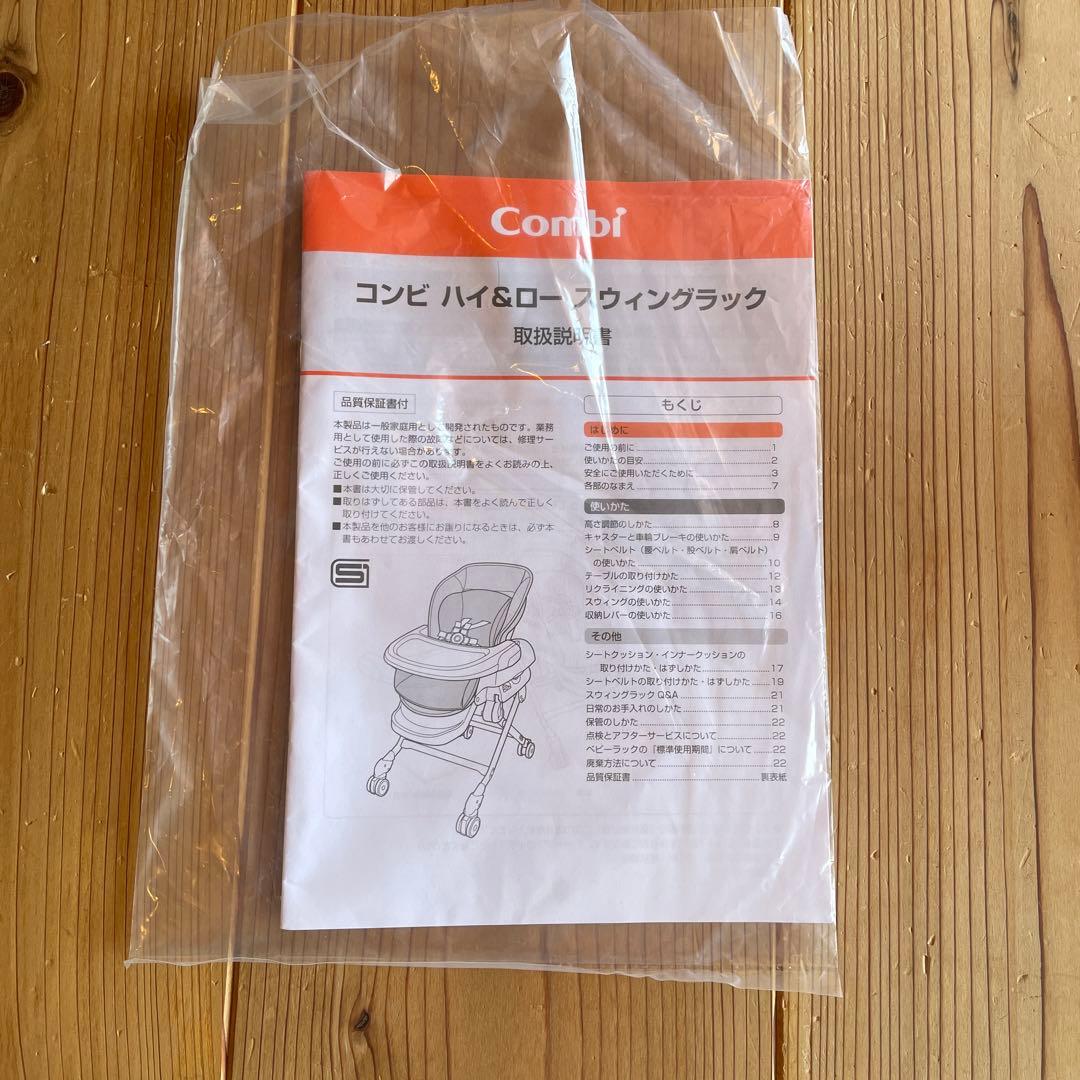 Combi
コンビ ハイ&ロー スウィングラック
取扱説明書
品質保証書付
本製品は一般家庭用として開発されたものです。業務
用として使用した際の故障などについては、修理サー
ビスが行えない場合があります。
ご使用の前に必ずこの取扱説明書をよくお読みの上、
正しくご使用ください。
■本書は大切に保管してください。
■取りはずしてある部品は、本書をよく読んで正しく
取り付けてください。
■本製品を他のお客様にお譲りになるときは、必ず本
書もあわせてお渡しください。
もくじ
はじめに
ご使用の前に 1
使いかたの目安 2
安全にご使用いただくために 3
各部のなまえ 7
使いかた
高さ調節のしかた 8
キャスターと車輪ブレーキの使いかた 9
シートベルト(腰ベルト・股ベルト・肩ベルト)
の使いかた 10
テーブルの取り付けかた 12
リクライニングの使いかた 13
スウィングの使いかた 14
収納レバーの使いかた 16
その他
シートクッション・インナークッションの
取り付けかた・はずしかた 17
シートベルトの取り付けかた・はずしかた 19
スウィングラック Q&A 21
日常のお手入れのしかた 21
保管のしかた 22
点検とアフターサービスについて 22
ベビーラックの「標準使用期間」について 22
廃棄方法について 22
品質保証書 裏表紙